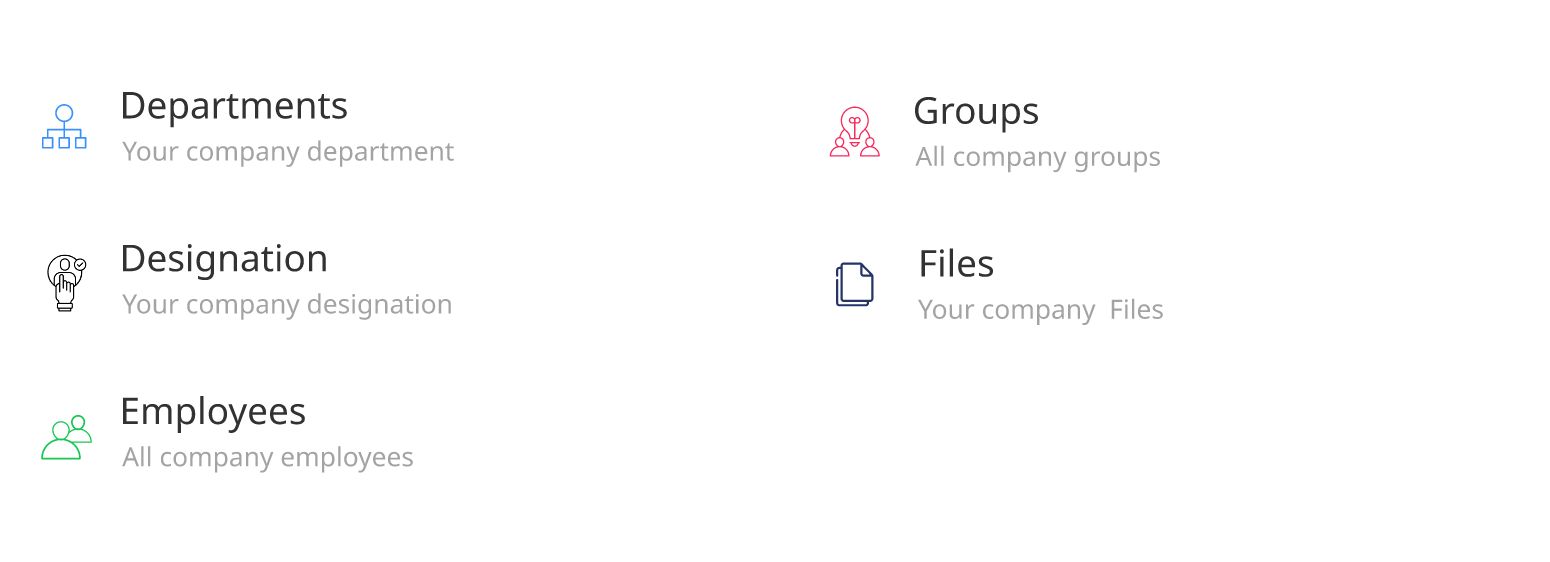 Departments
Your company department
Designation
Your company designation
Employees
All company employees
Groups
All company groups
Files
Your company  Files